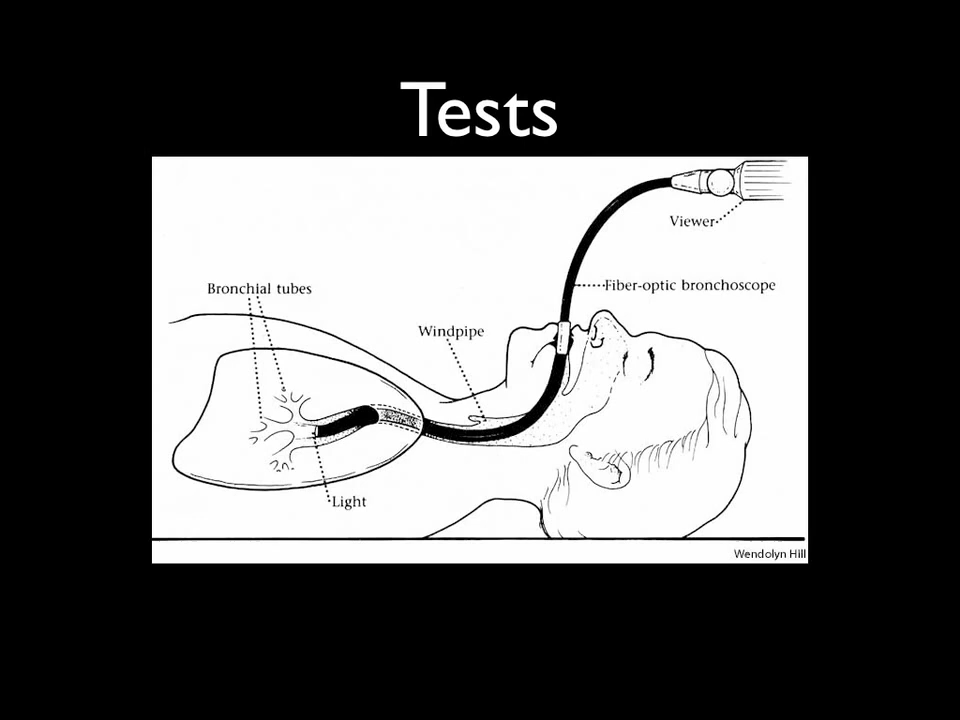 Tests
Viewer
Fiber-optic bronchoscope
Bronchial tubes
Windpipe
Light
Wendolyn Hill